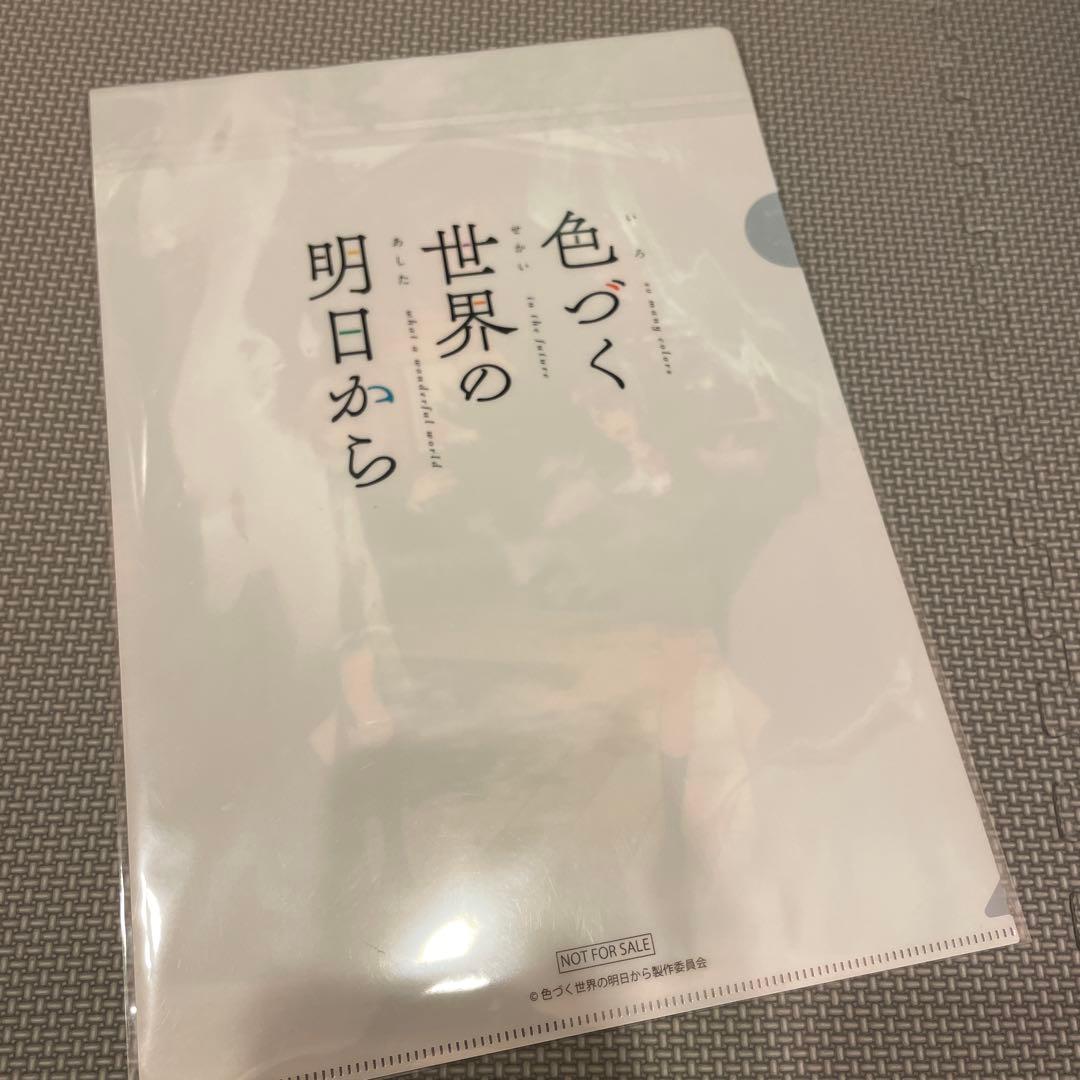 色づく
いろ
so many colors
世界の
せかい
in the future
明日から
あした
what a wonderful world
NOT FOR SALE
© 色づく世界の明日から製作委員会